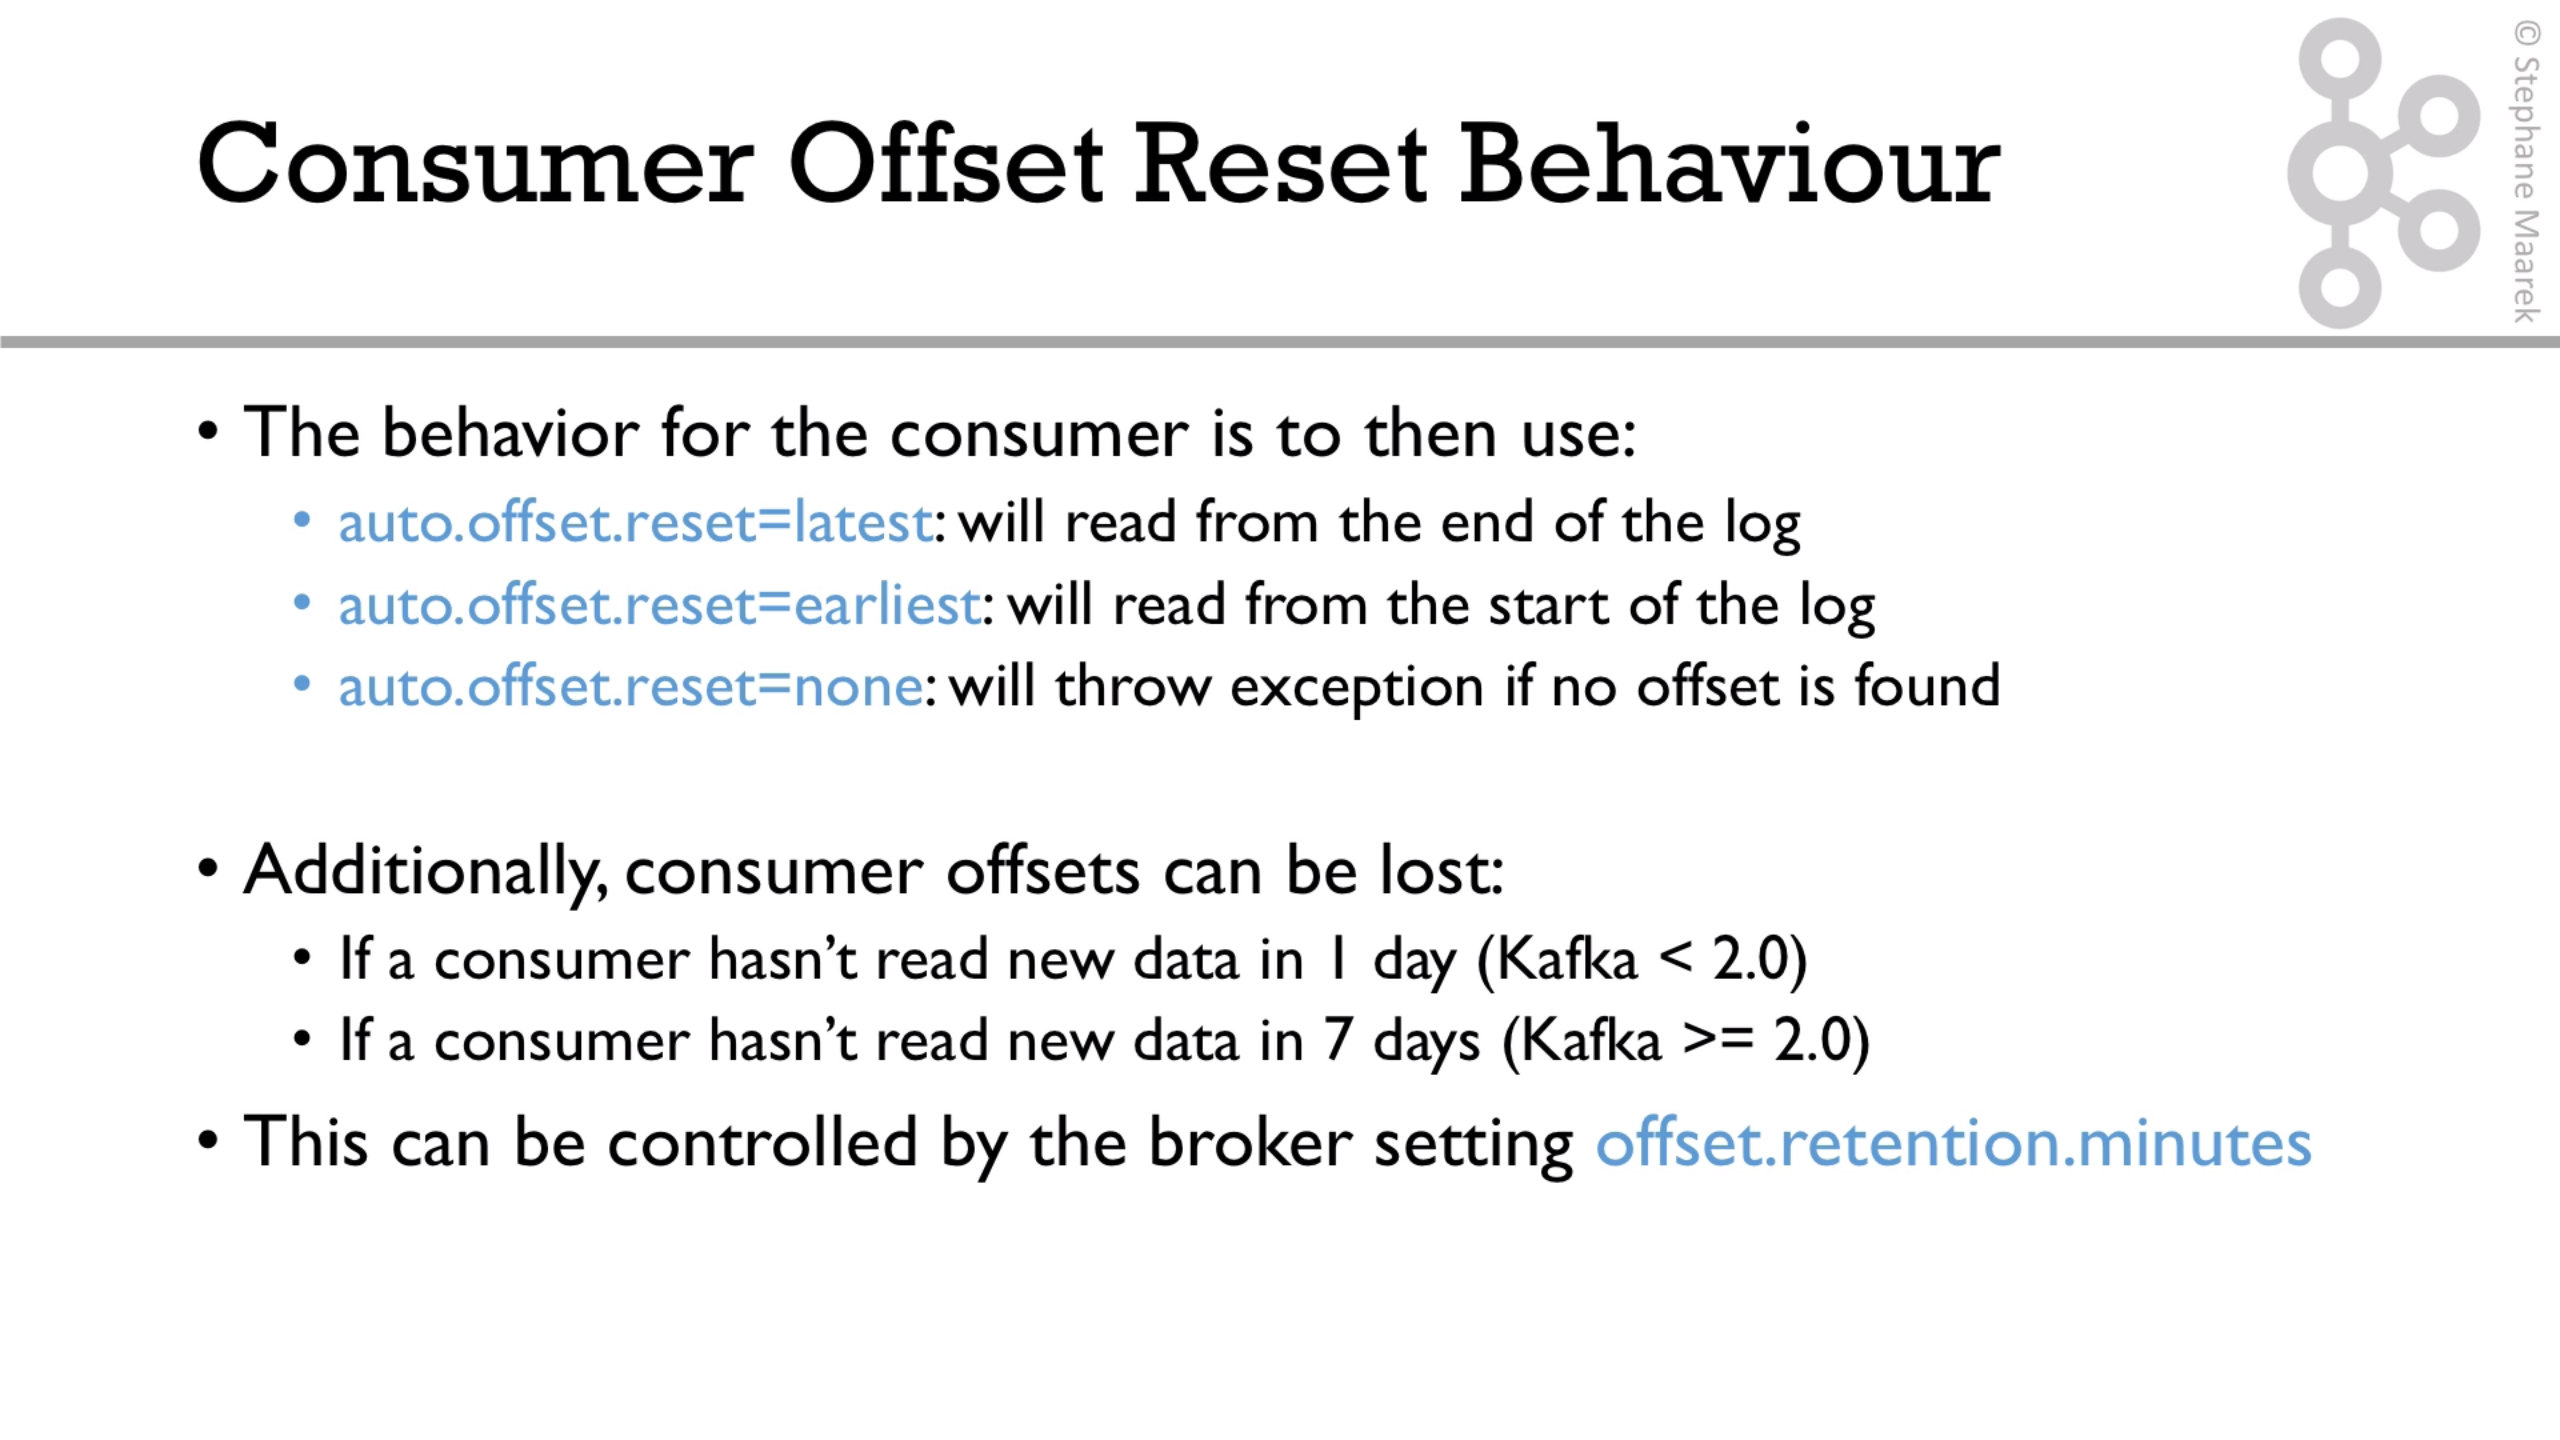 Consumer Offset Reset Behaviour
© Stephane Maarek
• The behavior for the consumer is to then use:
• auto.offset.reset=latest: will read from the end of the log
• auto.offset.reset=earliest: will read from the start of the log
• auto.offset.reset=none: will throw exception if no offset is found
• Additionally, consumer offsets can be lost:
• If a consumer hasn’t read new data in 1 day (Kafka < 2.0)
• If a consumer hasn’t read new data in 7 days (Kafka >= 2.0)
• This can be controlled by the broker setting offset.retention.minutes